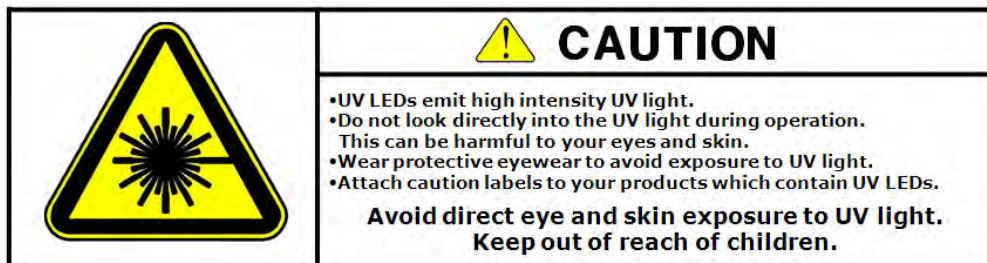 CAUTION
•UV LEDs emit high intensity UV light.
•Do not look directly into the UV light during operation.
This can be harmful to your eyes and skin.
•Wear protective eyewear to avoid exposure to UV light.
•Attach caution labels to your products which contain UV LEDs.
Avoid direct eye and skin exposure to UV light.
Keep out of reach of children.